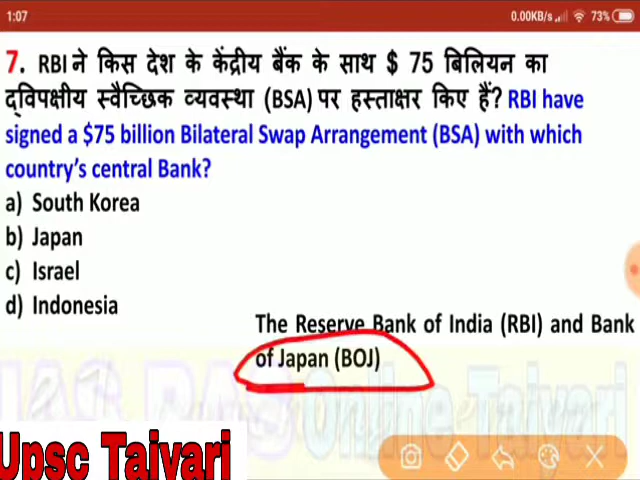 1:07
0.00KB/s
73%
7. RBI ने किस देश के केंद्रीय बैंक के साथ $ 75 बिलियन का
द्विपक्षीय स्वैच्छिक व्यवस्था (BSA) पर हस्ताक्षर किए हैं? RBI have
signed a $75 billion Bilateral Swap Arrangement (BSA) with which
country's central Bank?
a) South Korea
b) Japan
c) Israel
d) Indonesia
The Reserve Bank of India (RBI) and Bank
of Japan (BOJ)
Online Taiyari
Upsc Taivari